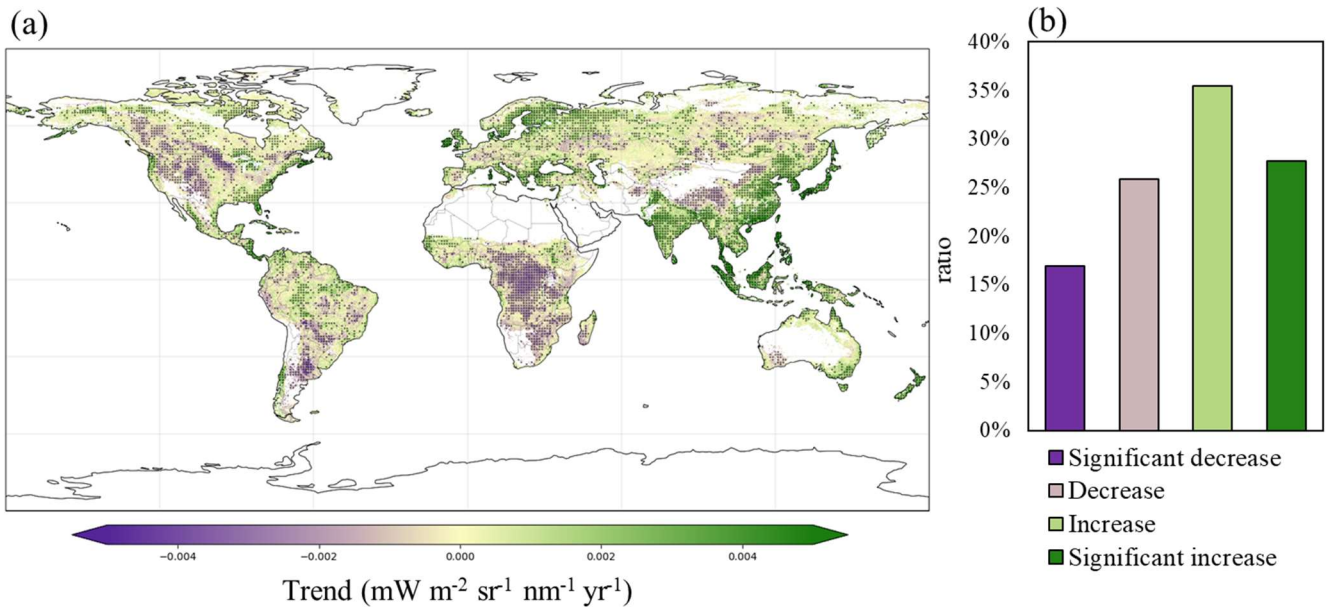 (a)
(b)
40%
35%
30%
25%
20%
15%
10%
5%
0%
ratio
Significant decrease
Decrease
Increase
Significant increase
−0.004
−0.002
0.000
0.002
0.004
Trend (mW m⁻² sr⁻¹ nm⁻¹ yr⁻¹)